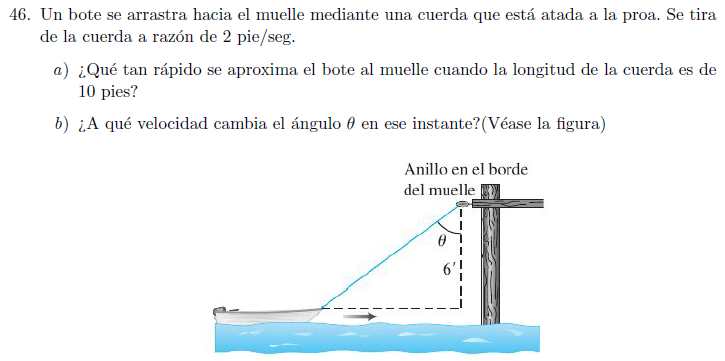 46. Un bote se arrastra hacia el muelle mediante una cuerda que está atada a la proa. Se tira
de la cuerda a razón de 2 pie/seg.
a) ¿Qué tan rápido se aproxima el bote al muelle cuando la longitud de la cuerda es de
10 pies?
b) ¿A qué velocidad cambia el ángulo θ en ese instante?(Véase la figura)
Anillo en el borde
del muelle
θ
6′